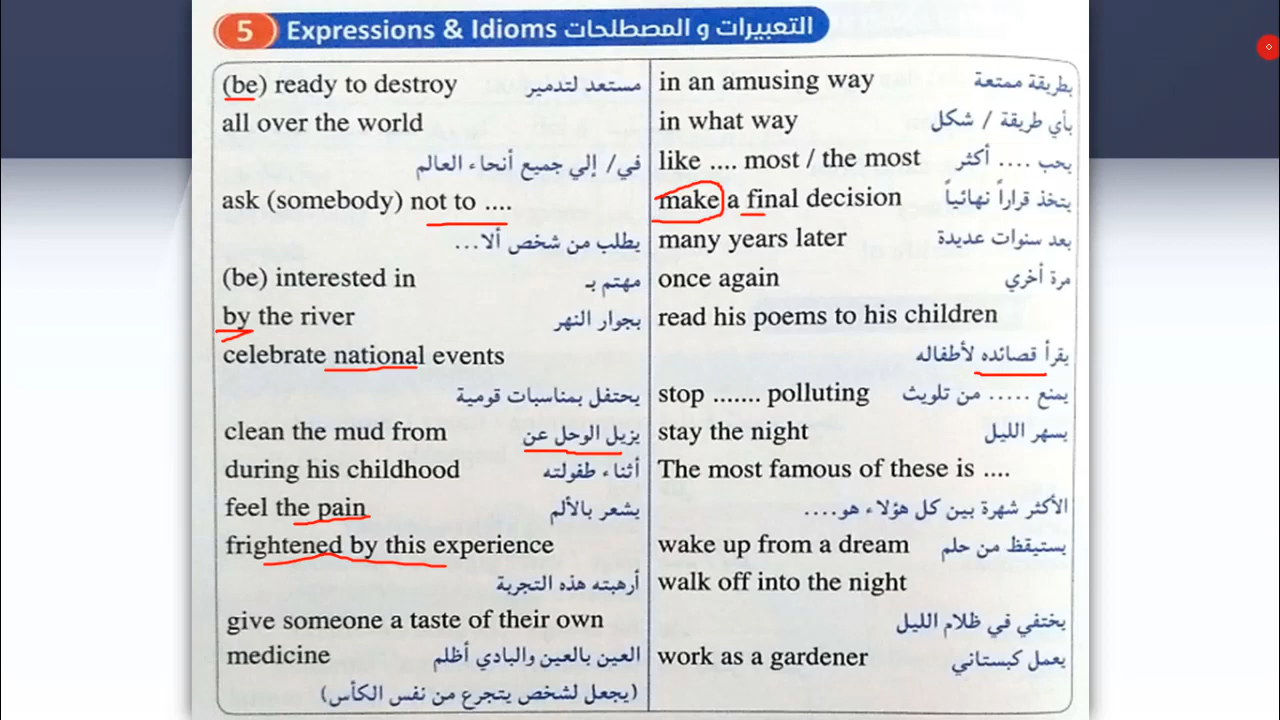 5 Expressions & Idioms التعبيرات و المصطلحات
(be) ready to destroy مستعد لتدمير
all over the world
في/ إلي جميع أنحاء العالم
ask (somebody) not to ....
يطلب من شخص ألا...
(be) interested in مهتم بـ
by the river بجوار النهر
celebrate national events
يحتفل بمناسبات قومية
clean the mud from يزيل الوحل عن
during his childhood أثناء طفولته
feel the pain يشعر بالألم
frightened by this experience
أرهبته هذه التجربة
give someone a taste of their own
medicine العين بالعين والبادي أظلم
(يجعل لشخص يتجرع من نفس الكأس)
in an amusing way بطريقة ممتعة
in what way بأي طريقة / شكل
like .... most / the most يحب .... أكثر
make a final decision يتخذ قراراً نهائياً
many years later بعد سنوات عديدة
once again مرة أخري
read his poems to his children
يقرأ قصائده لأطفاله
stop ....... polluting يمنع ..... من تلويث
stay the night يسهر الليل
The most famous of these is ....
الأكثر شهرة بين كل هؤلاء هو....
wake up from a dream يستيقظ من حلم
walk off into the night
يختفي في ظلام الليل
work as a gardener يعمل كبستاني